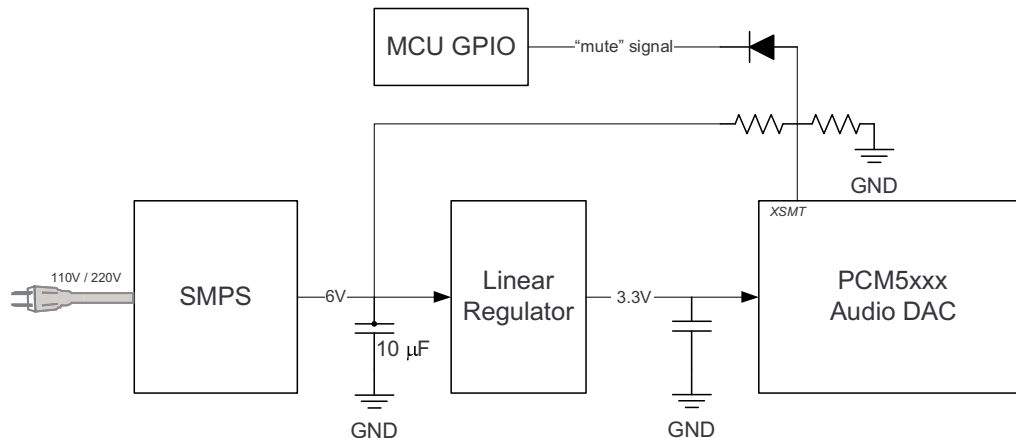 MCU GPIO
“mute” signal
GND
XSMT
110V / 220V
SMPS
6V
Linear
Regulator
3.3V
PCM5xxx
Audio DAC
10 μF
GND
GND